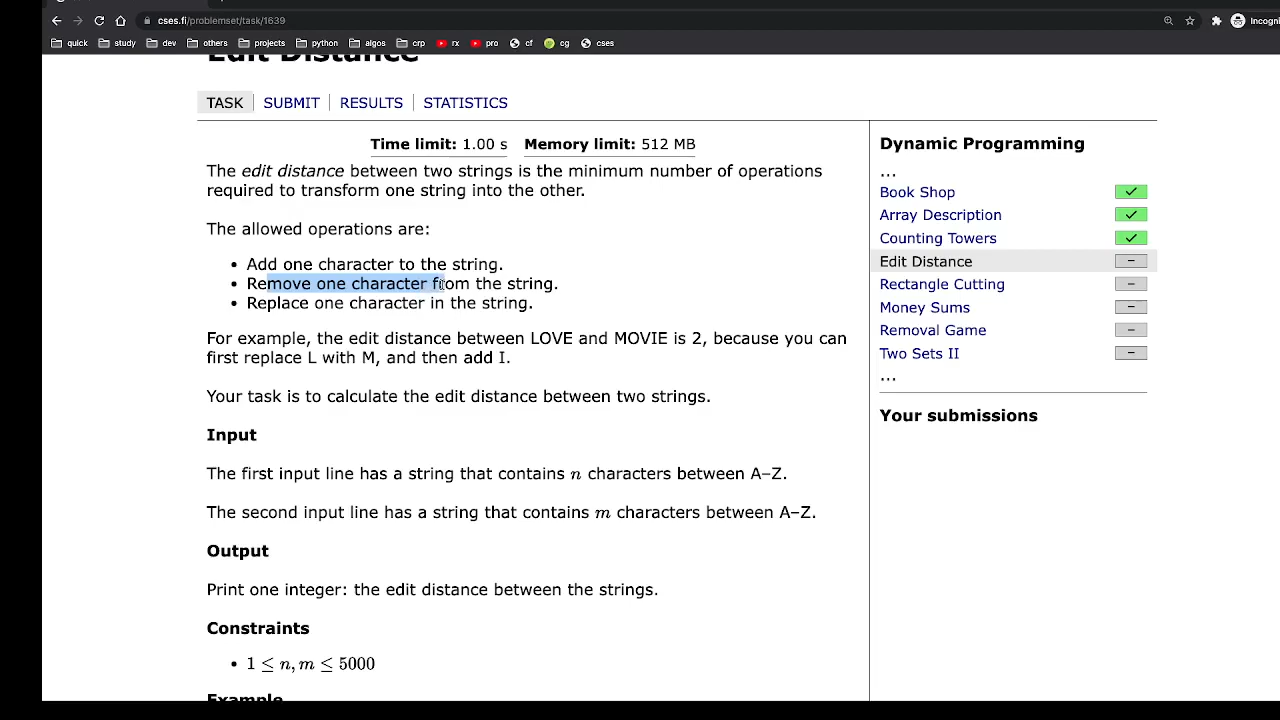 cses.fi/problemset/task/1639
Incogni
quick study dev others projects python algos crp rx pro cf cg cses
Edit Distance
TASK SUBMIT RESULTS STATISTICS
Time limit: 1.00 s Memory limit: 512 MB
The edit distance between two strings is the minimum number of operations
required to transform one string into the other.
The allowed operations are:
• Add one character to the string.
• Remove one character from the string.
• Replace one character in the string.
For example, the edit distance between LOVE and MOVIE is 2, because you can
first replace L with M, and then add I.
Your task is to calculate the edit distance between two strings.
Input
The first input line has a string that contains n characters between A–Z.
The second input line has a string that contains m characters between A–Z.
Output
Print one integer: the edit distance between the strings.
Constraints
• 1 ≤ n, m ≤ 5000
Example
Dynamic Programming
...
Book Shop
Array Description
Counting Towers
Edit Distance
Rectangle Cutting
Money Sums
Removal Game
Two Sets II
...
Your submissions